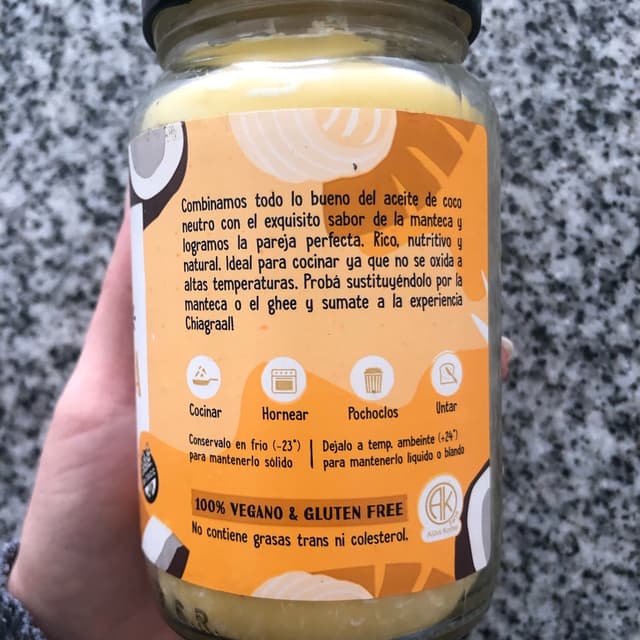 Combinamos todo lo bueno del aceite de coco
neutro con el exquisito sabor de la manteca y
logramos la pareja perfecta. Rico, nutritivo y
natural. Ideal para cocinar ya que no se oxida a
altas temperaturas. Probá sustituyéndolo por la
manteca o el ghee y sumate a la experiencia
Chiagraal!
Cocinar
Hornear
Pochoclos
Untar
Conservalo en frio (-23°)
para mantenerlo sólido
Dejalo a temp. ambeinte (+24°)
para mantenerlo liquido o blando
100% VEGANO & GLUTEN FREE
No contiene grasas trans ni colesterol.
AK